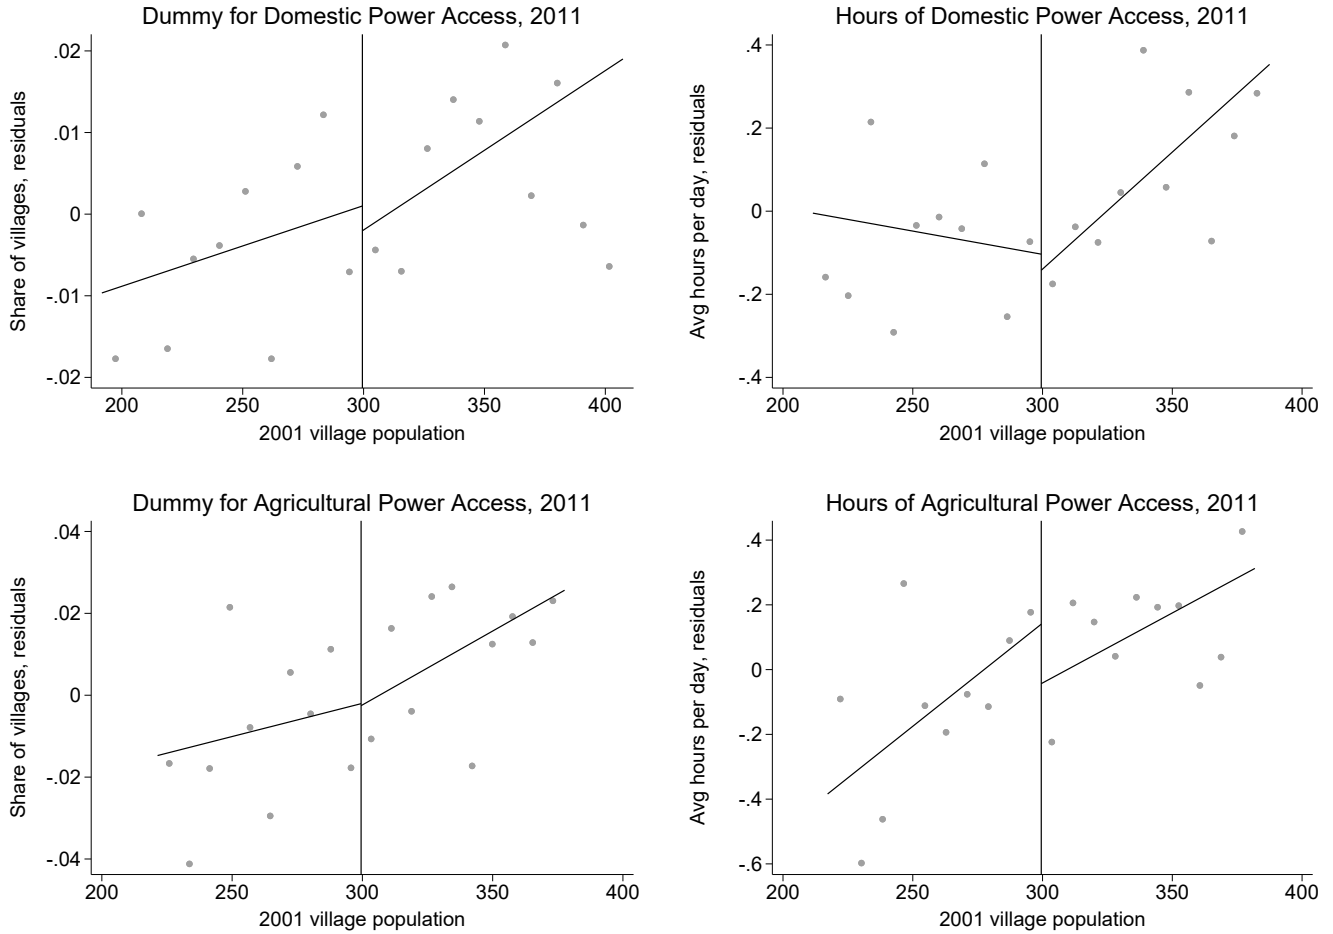 Dummy for Domestic Power Access, 2011
Share of villages, residuals
.02
.01
0
-.01
-.02
200 250 300 350 400
2001 village population
Hours of Domestic Power Access, 2011
Avg hours per day, residuals
.4
.2
0
-.2
-.4
200 250 300 350 400
2001 village population
Dummy for Agricultural Power Access, 2011
Share of villages, residuals
.04
.02
0
-.02
-.04
200 250 300 350 400
2001 village population
Hours of Agricultural Power Access, 2011
Avg hours per day, residuals
.4
.2
0
-.2
-.4
-.6
200 250 300 350 400
2001 village population